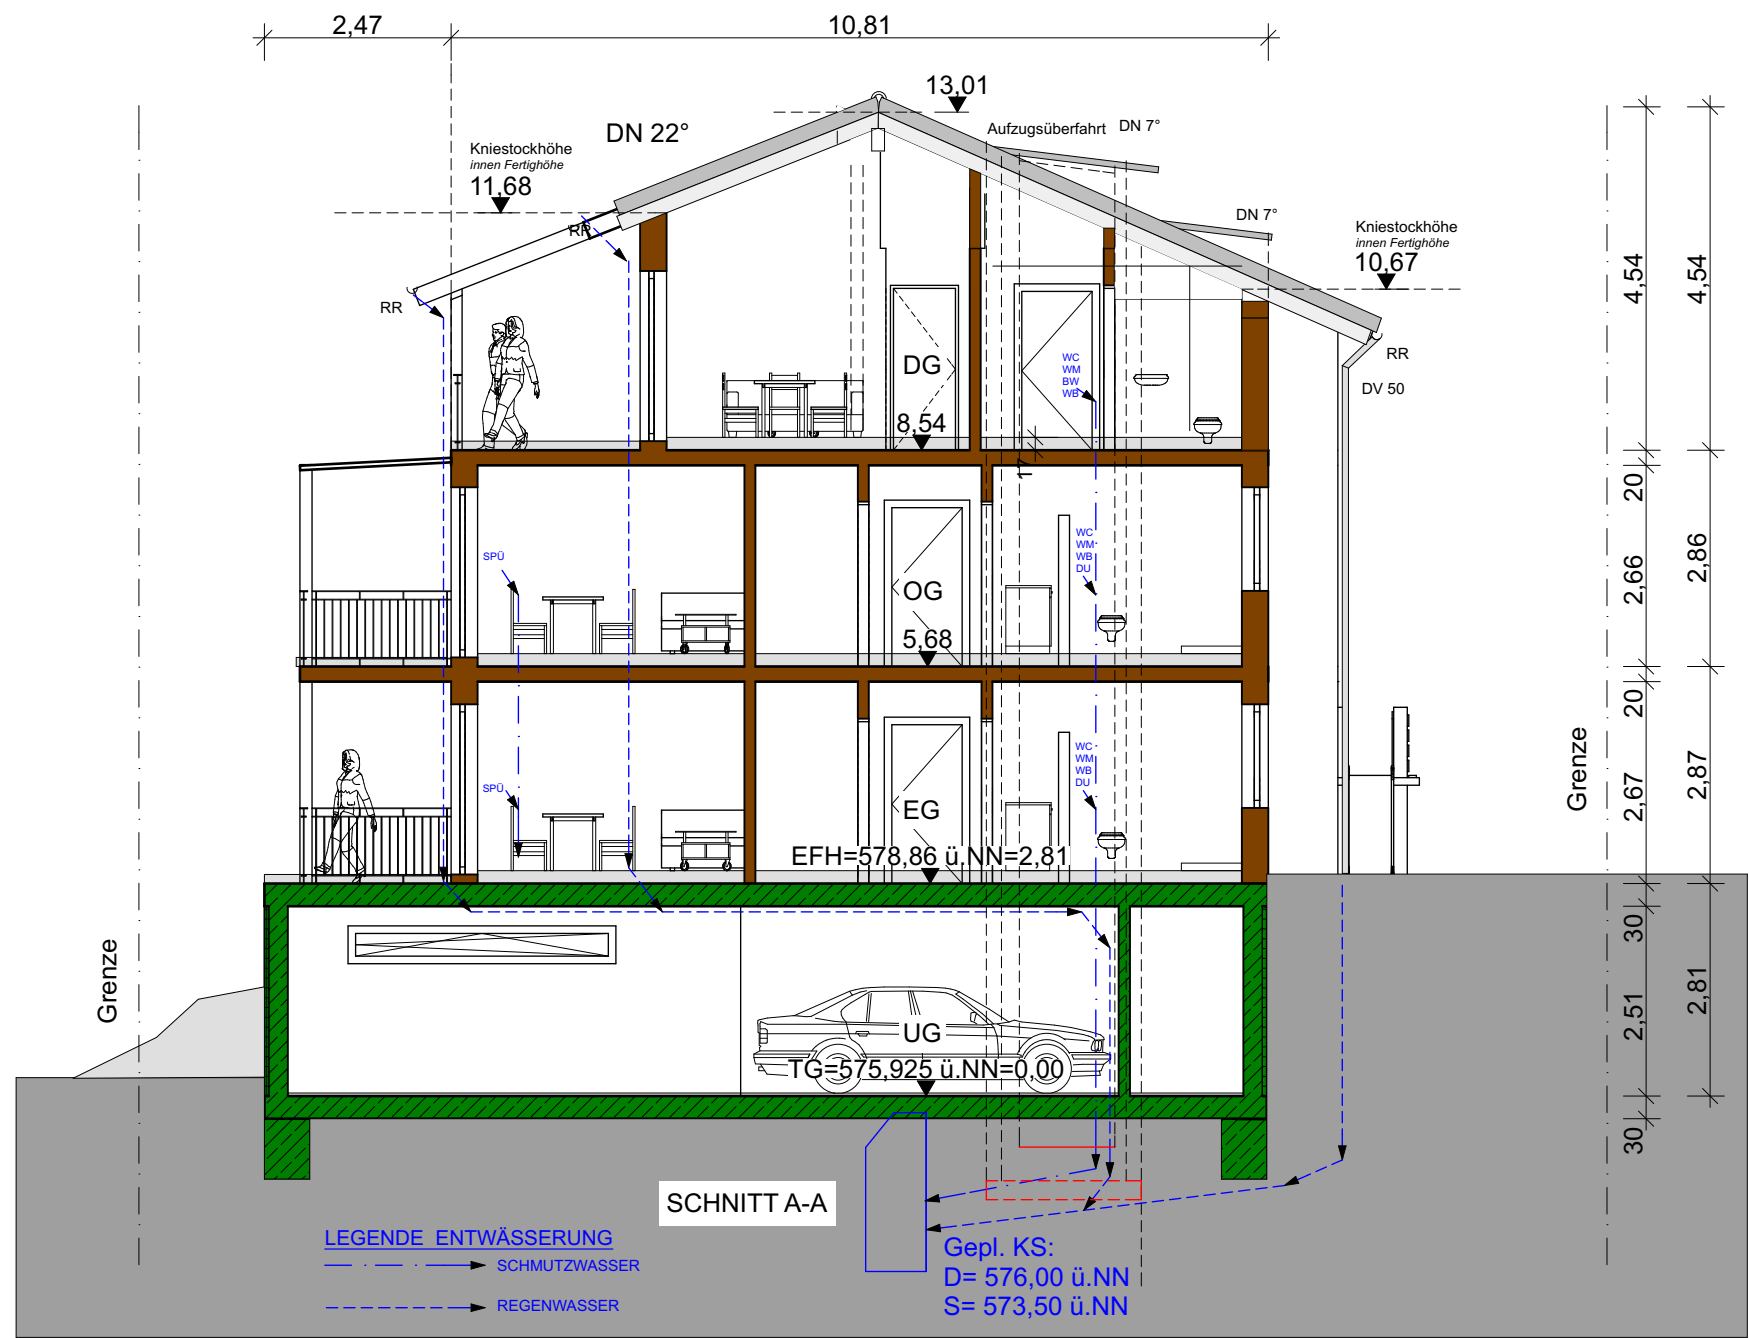 2,47
10,81
13,01
DN 22°
Aufzugsüberfahrt
DN 7°
Kniestockhöhe
innen Fertighöhe
11,68
DN 7°
Kniestockhöhe
innen Fertighöhe
10,67
RR
RR
RR
DV 50
4,54
4,54
WC
WM
BW
WB
DG
8,54
17
20
2,66
2,86
SPÜ
WC
WM
WB
DU
OG
5,68
20
2,67
2,87
Grenze
SPÜ
WC
WM
WB
DU
EG
EFH=578,86 ü.NN=2,81
Grenze
30
2,51
2,81
UG
TG=575,925 ü.NN=0,00
30
SCHNITT A-A
LEGENDE ENTWÄSSERUNG
SCHMUTZWASSER
REGENWASSER
Gepl. KS:
D= 576,00 ü.NN
S= 573,50 ü.NN